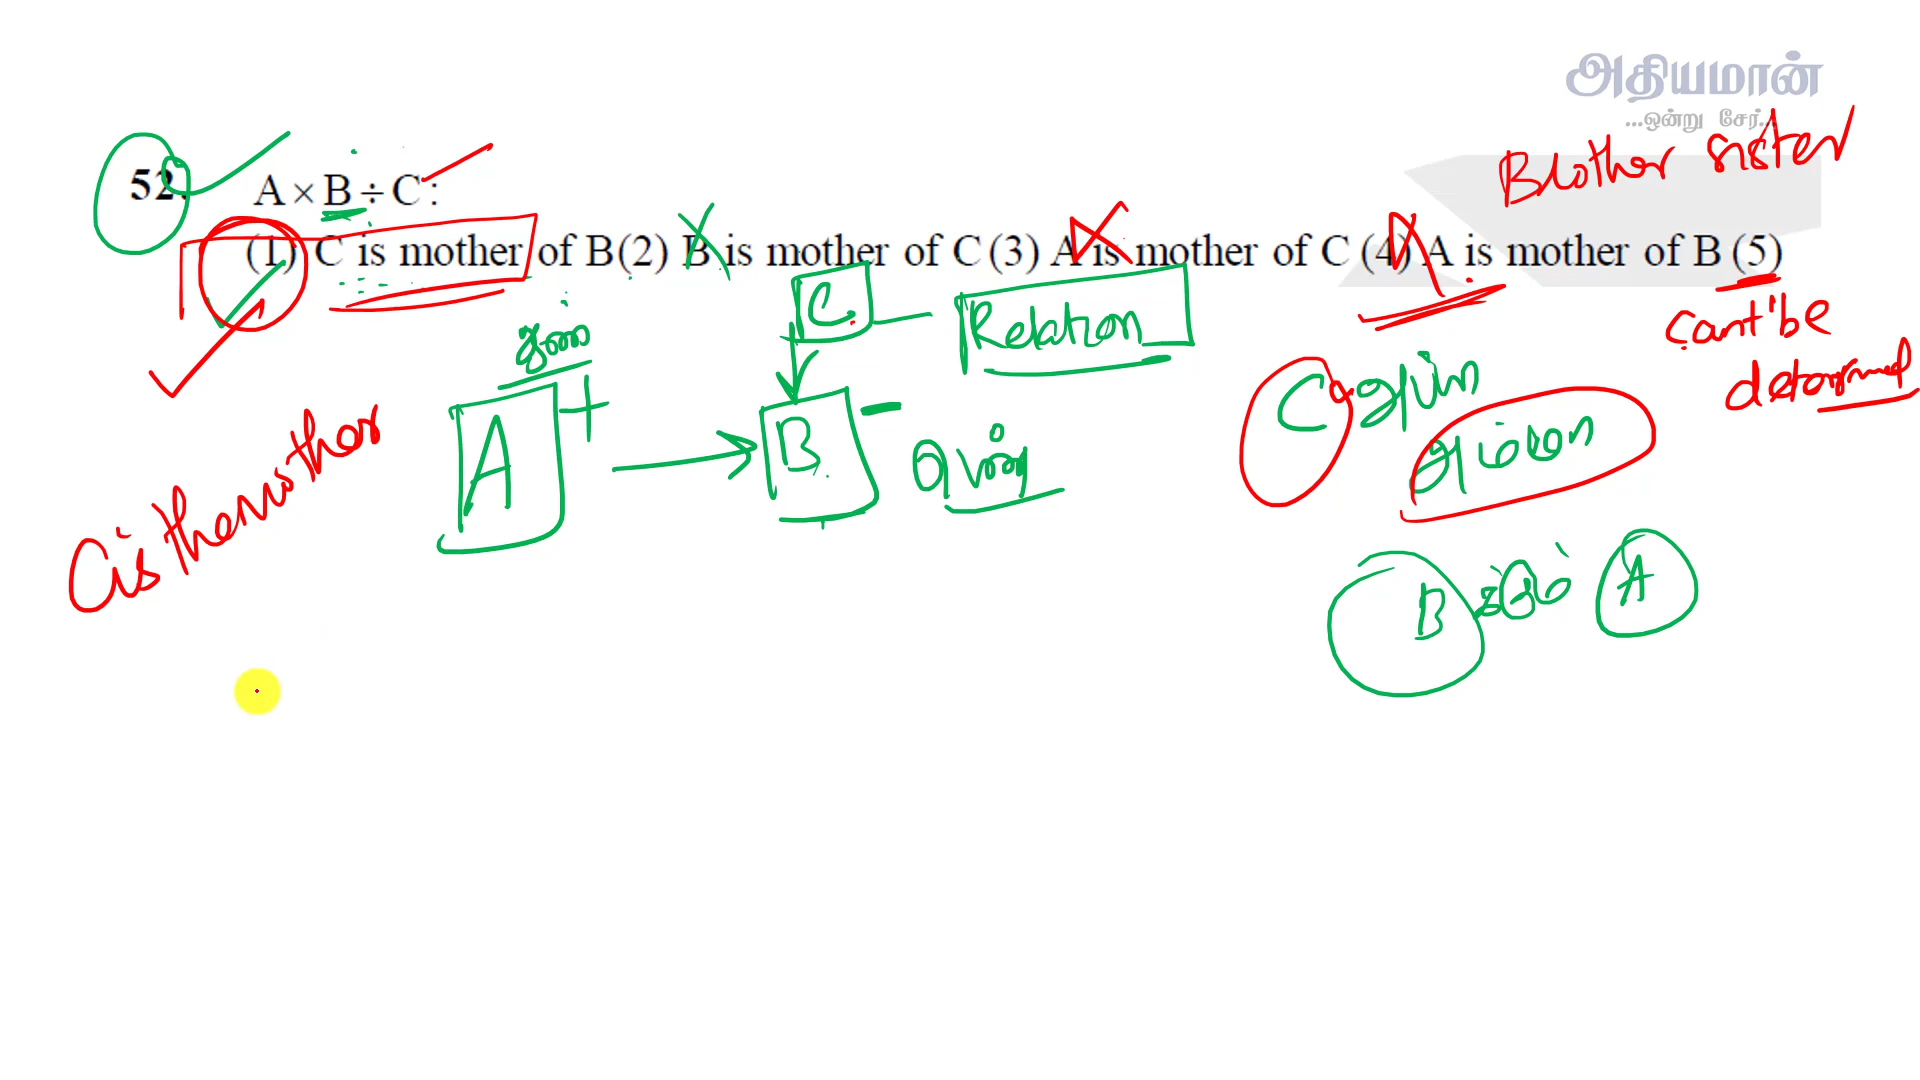 அதியமான்
...ஒன்று சேர்...
Brother sister
52. A × B ÷ C :
(1) C is mother of B (2) B is mother of C (3) A is mother of C (4) A is mother of B (5)
can't be
determined
C
Relation
A +
B -
பெண்
C
அம்மா
B க்கும் A
C is the mother